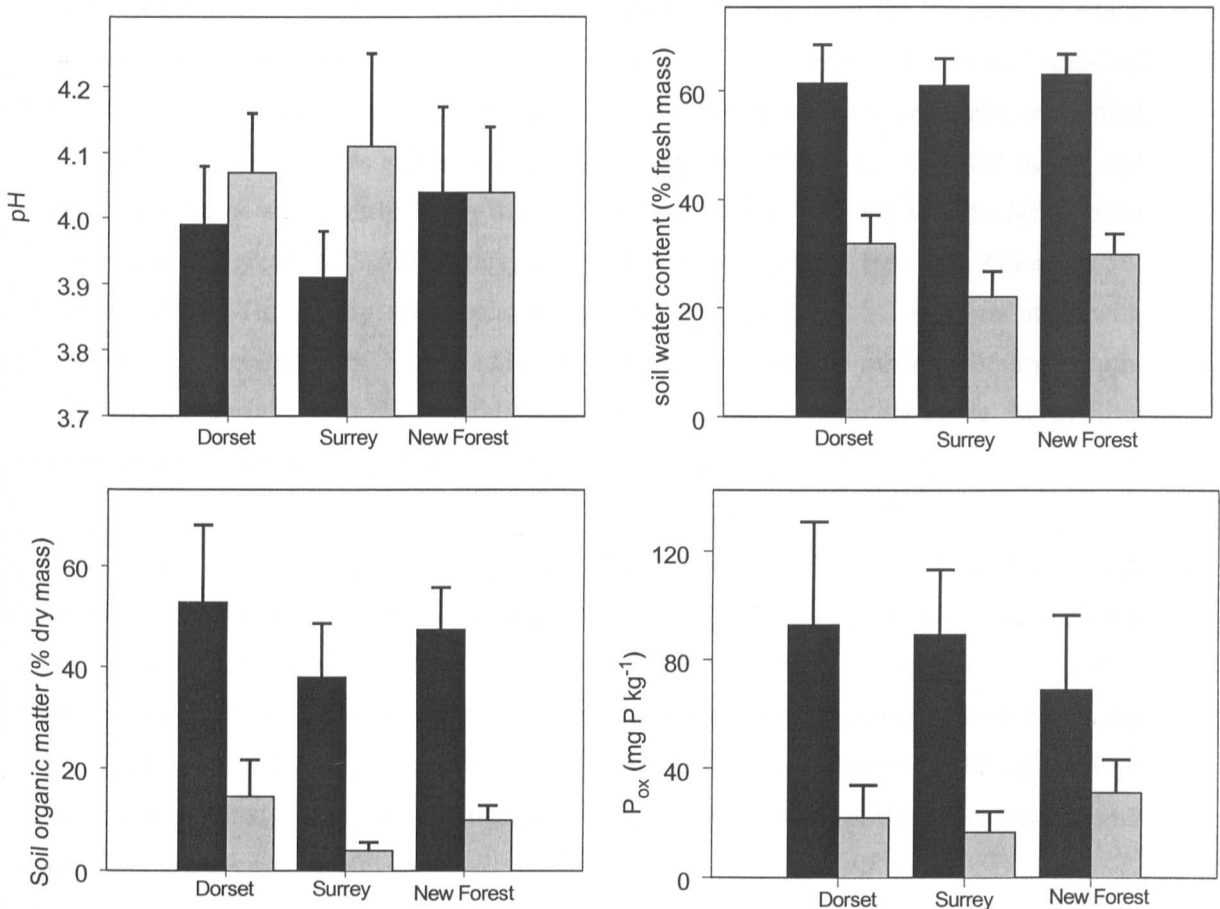 pH
4.2
4.1
4.0
3.9
3.8
3.7
Dorset Surrey New Forest
soil water content (% fresh mass)
60
40
20
0
Dorset Surrey New Forest
Soil organic matter (% dry mass)
60
40
20
0
Dorset Surrey New Forest
Pox (mg P kg-1)
120
80
40
0
Dorset Surrey New Forest